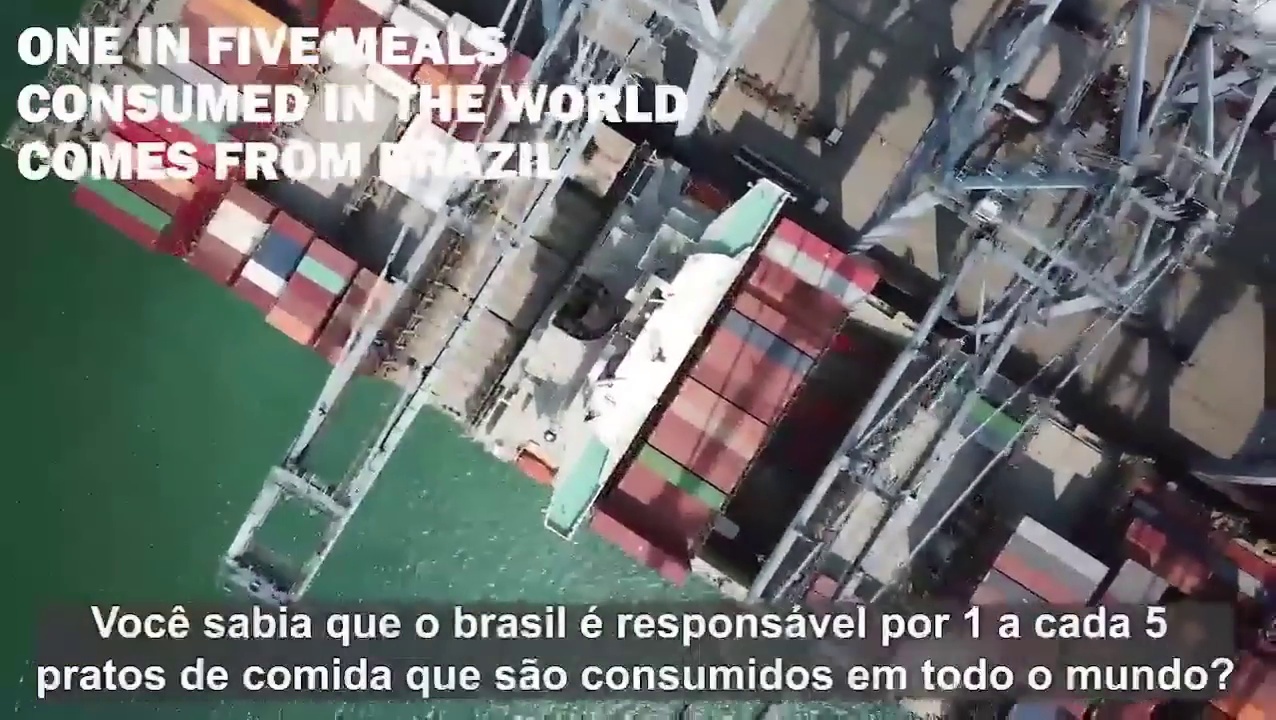 ONE IN FIVE MEALS
CONSUMED IN THE WORLD
COMES FROM BRAZIL
Você sabia que o brasil é responsável por 1 a cada 5
pratos de comida que são consumidos em todo o mundo?